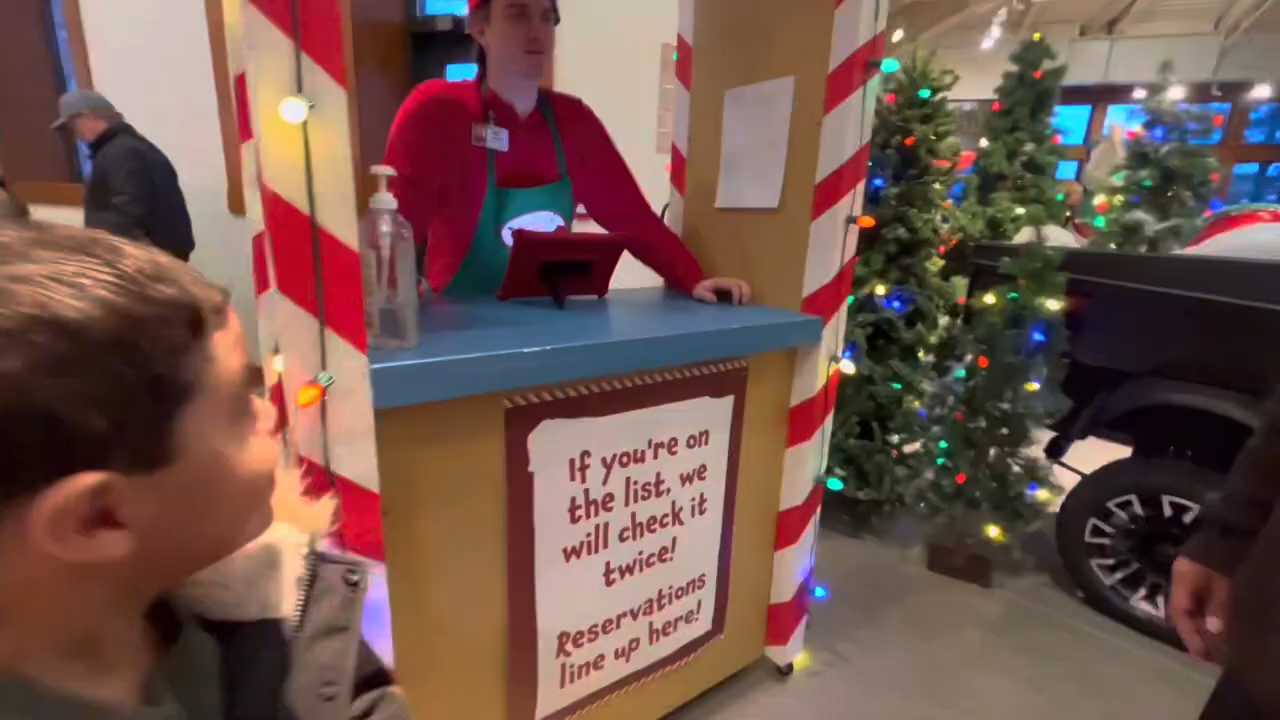 If you're on
the list, we
will check it
twice!
Reservations
line up here!